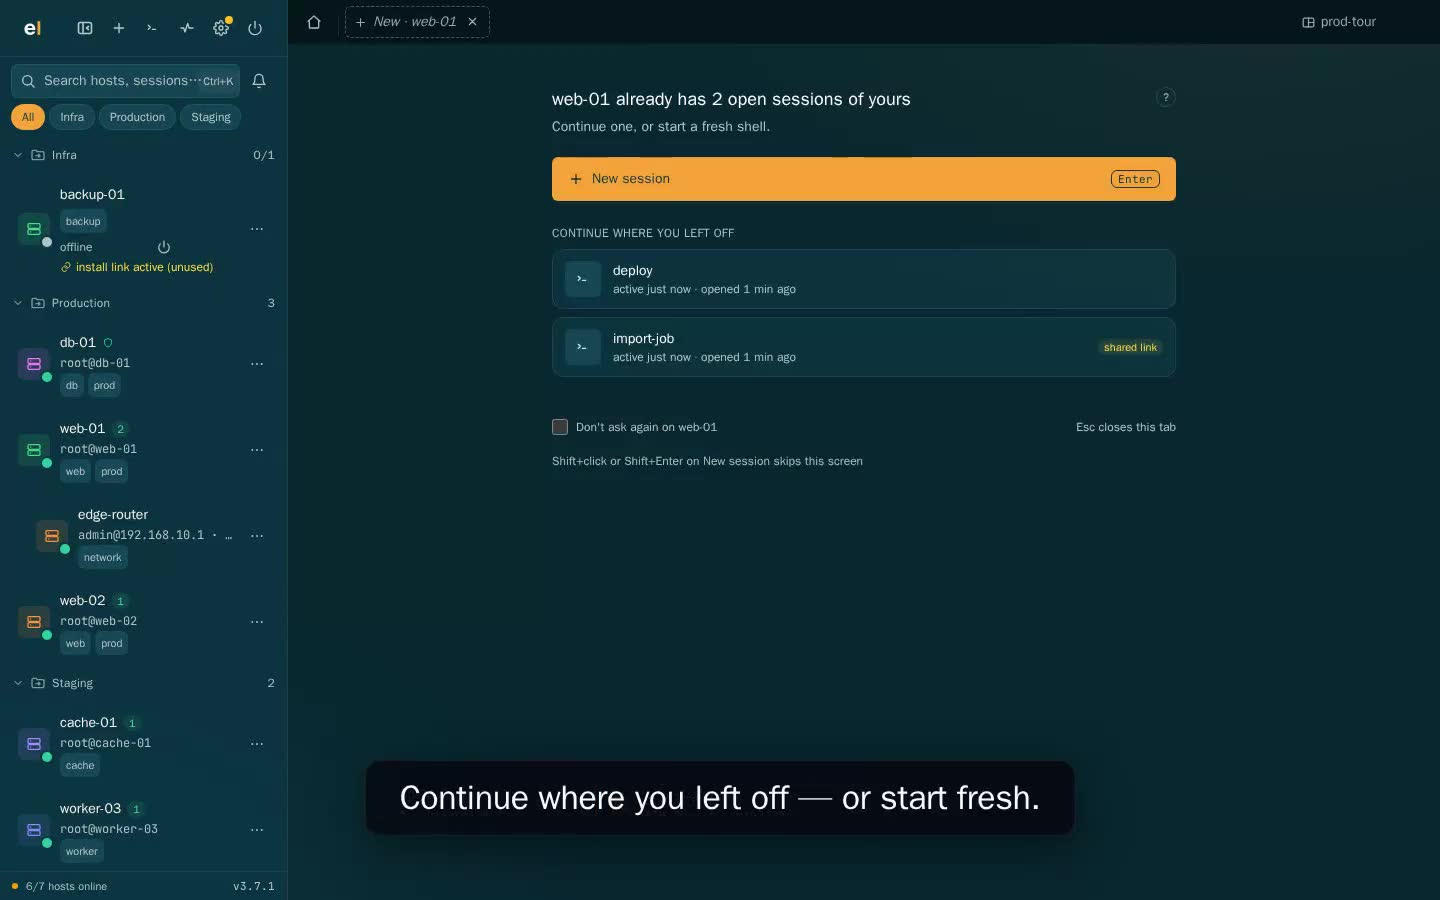 el
Search hosts, sessions… Ctrl+K
All Infra Production Staging
Infra 0/1
backup-01
backup
offline
install link active (unused)
Production 3
db-01
root@db-01
db prod
web-01 2
root@web-01
web prod
edge-router
admin@192.168.10.1 · …
network
web-02 1
root@web-02
web prod
Staging 2
cache-01 1
root@cache-01
cache
worker-03 1
root@worker-03
worker
6/7 hosts online v3.7.1
New · web-01
prod-tour
web-01 already has 2 open sessions of yours
?
Continue one, or start a fresh shell.
New session Enter
CONTINUE WHERE YOU LEFT OFF
deploy
active just now · opened 1 min ago
import-job
active just now · opened 1 min ago
shared link
Don't ask again on web-01 Esc closes this tab
Shift+click or Shift+Enter on New session skips this screen
Continue where you left off — or start fresh.